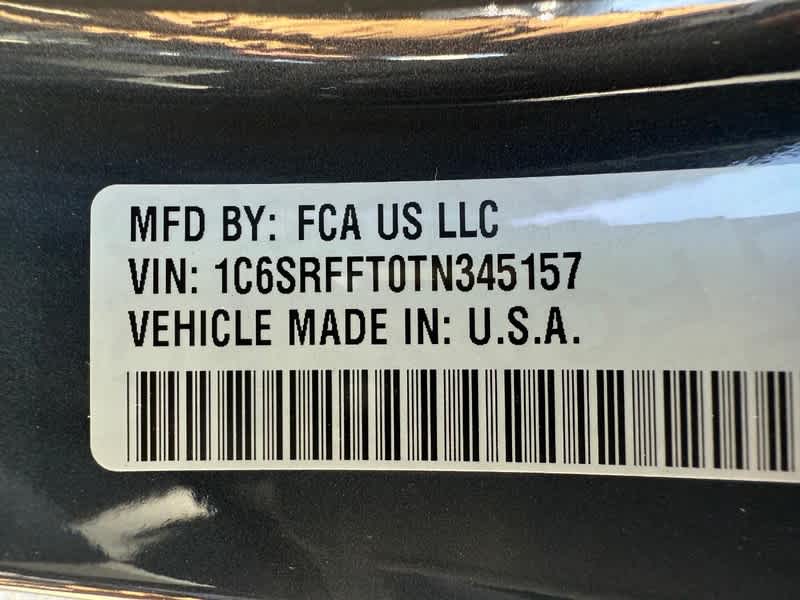 MFD BY: FCA US LLC
VIN: 1C6SRFFT0TN345157
VEHICLE MADE IN: U.S.A.